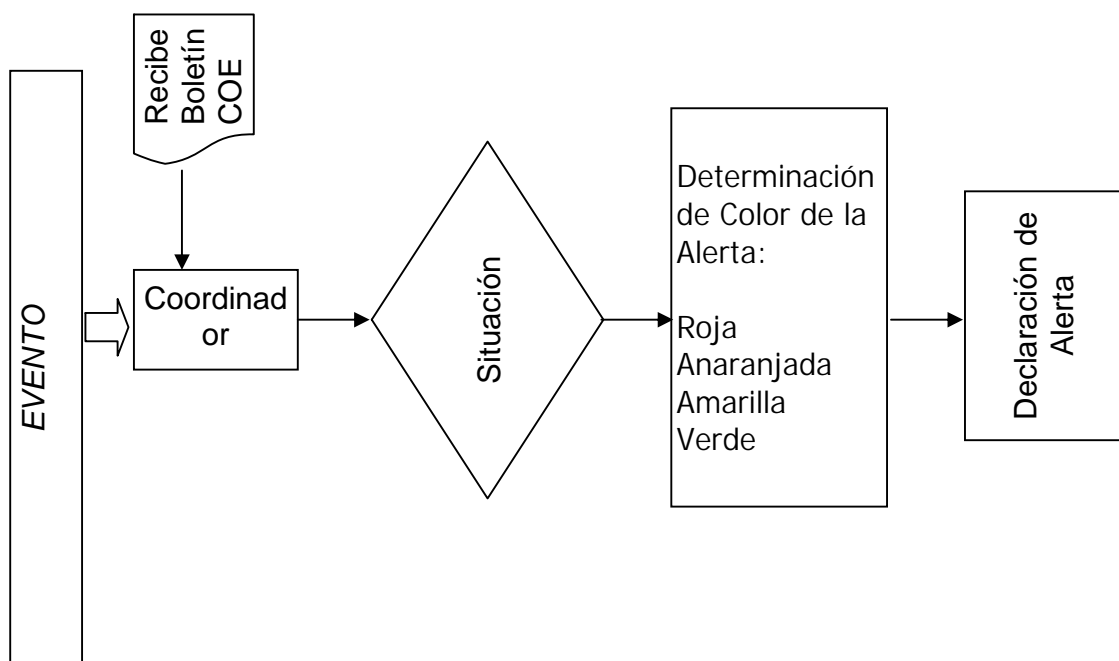 EVENTO
Recibe
Boletín
COE
Coordinad
or
Situación
Determinación
de Color de la
Alerta:
Roja
Anaranjada
Amarilla
Verde
Declaración de
Alerta